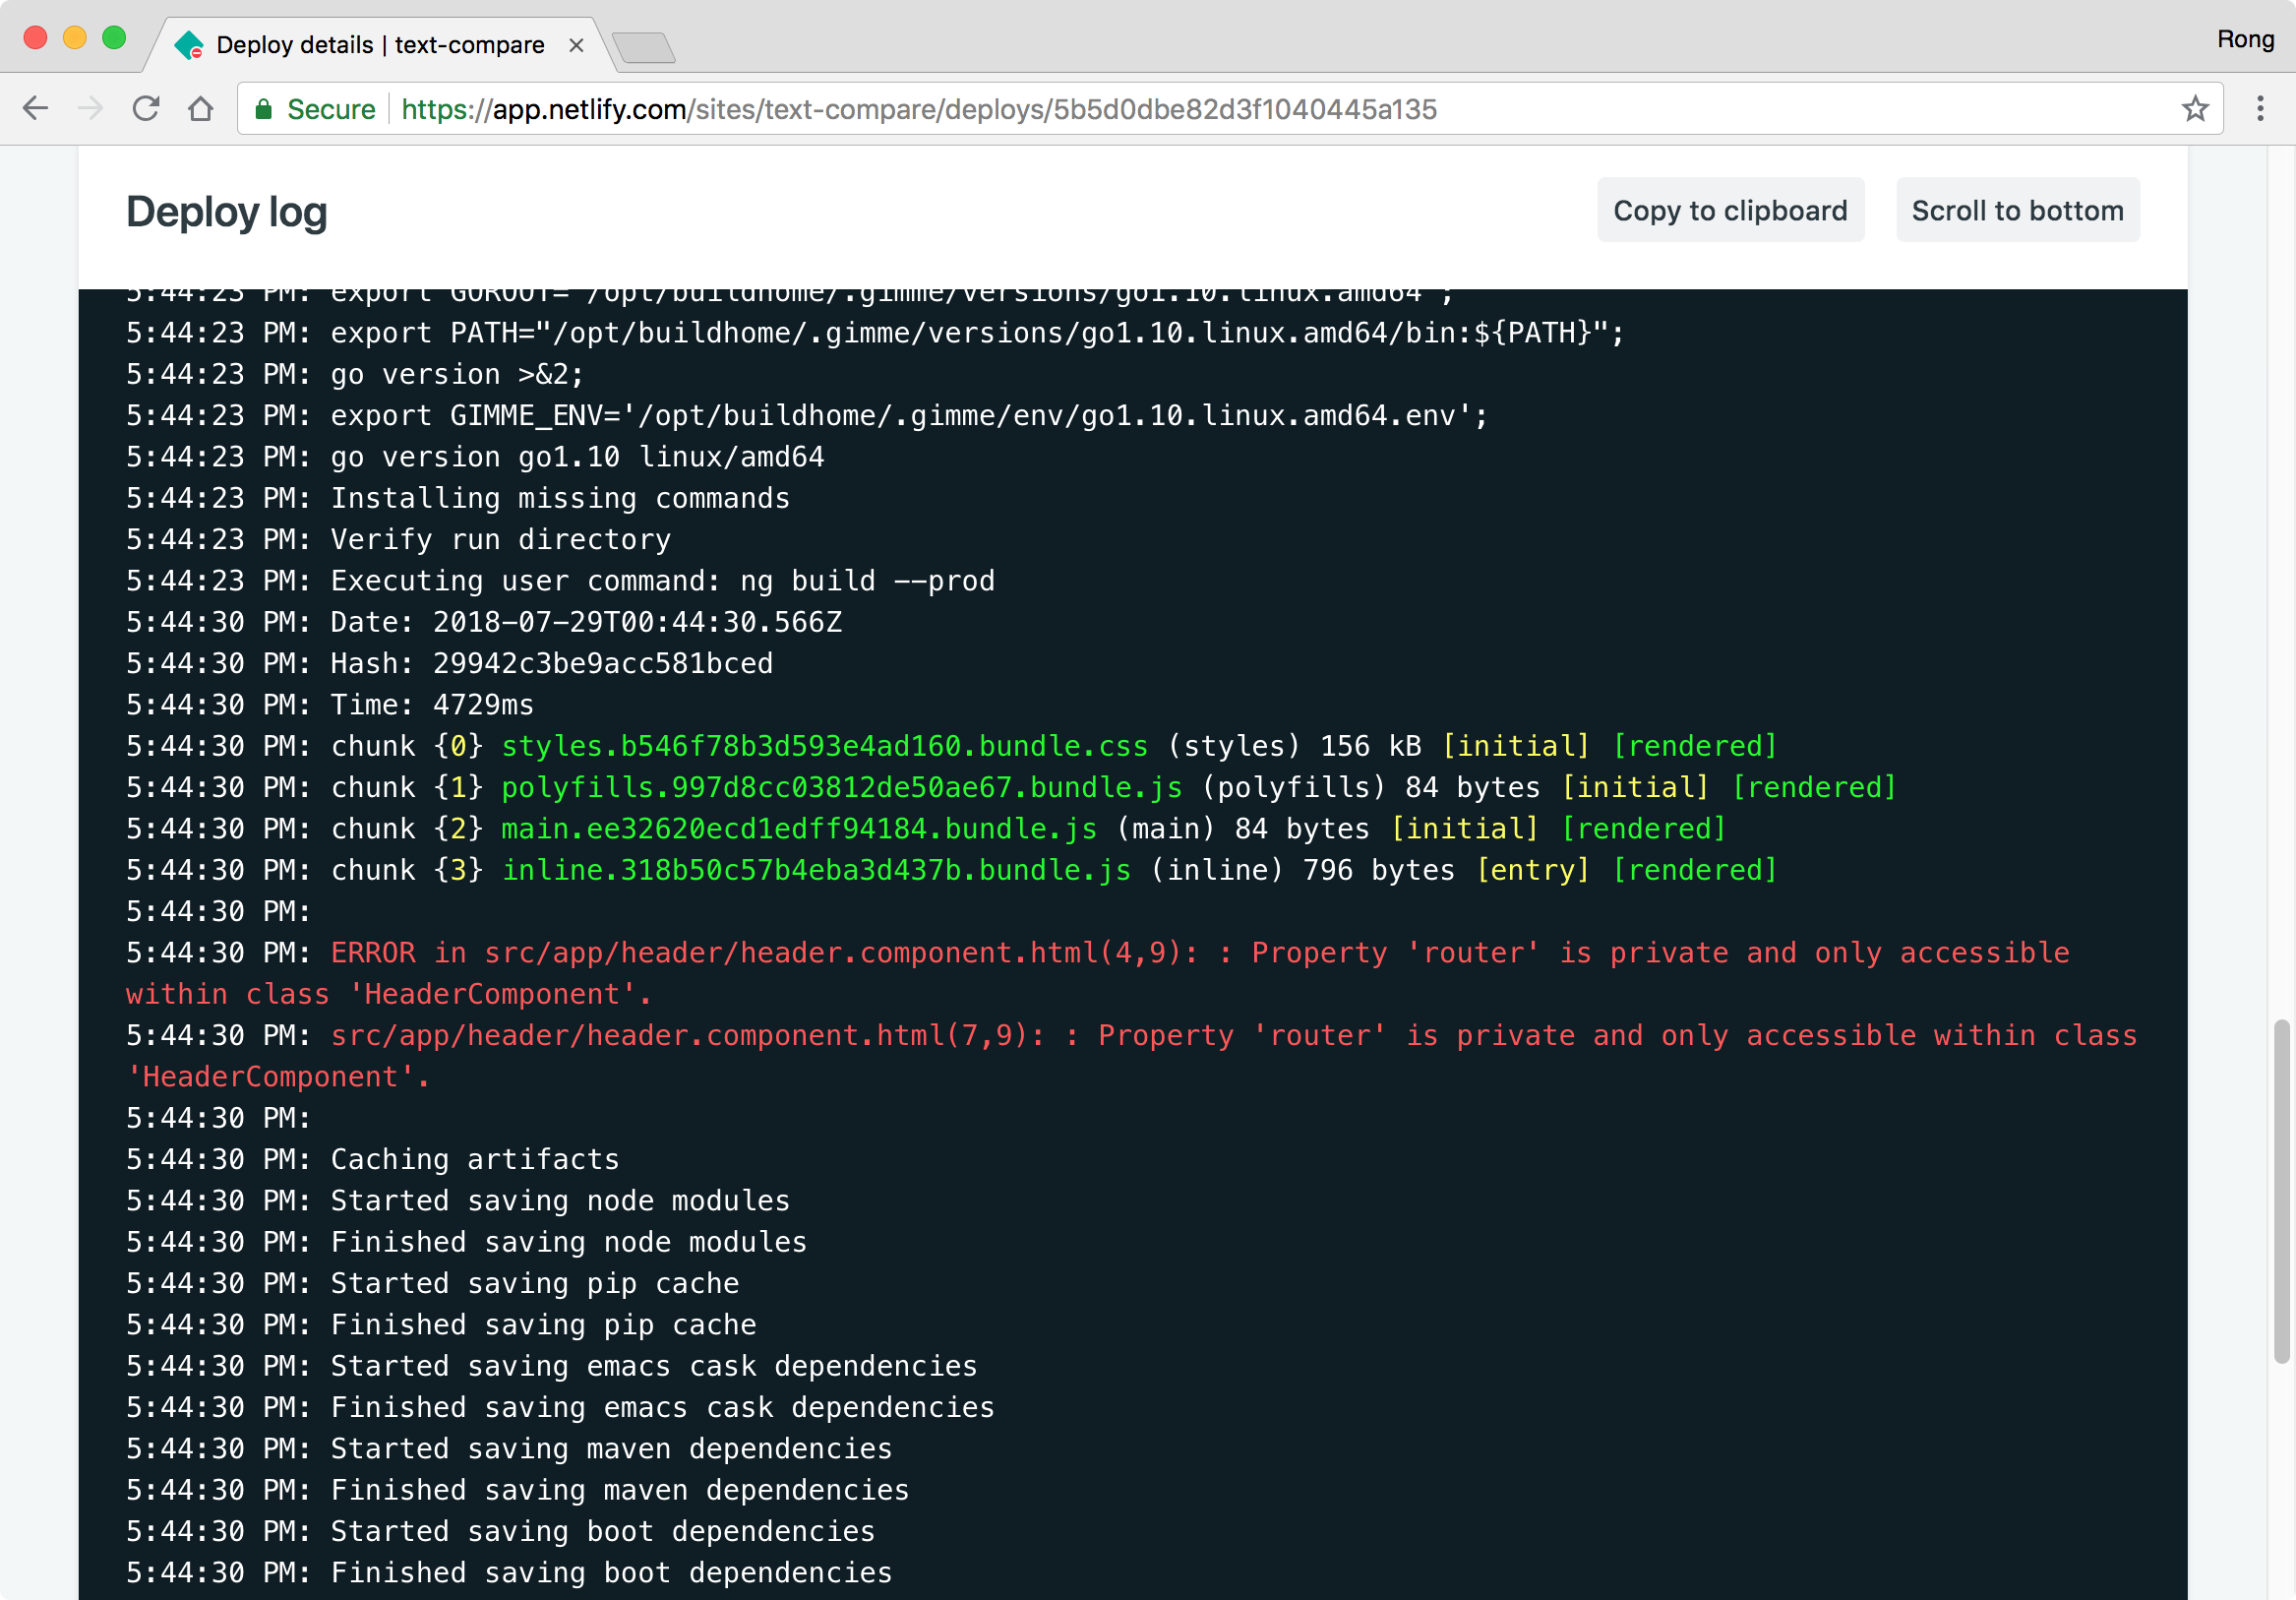 Deploy details | text-compare
Rong
Secure https://app.netlify.com/sites/text-compare/deploys/5b5d0dbe82d3f1040445a135
Deploy log
Copy to clipboard
Scroll to bottom
5:44:23 PM: export GOROOT='/opt/buildhome/.gimme/versions/go1.10.linux.amd64';
5:44:23 PM: export PATH="/opt/buildhome/.gimme/versions/go1.10.linux.amd64/bin:${PATH}";
5:44:23 PM: go version >&2;
5:44:23 PM: export GIMME_ENV='/opt/buildhome/.gimme/env/go1.10.linux.amd64.env';
5:44:23 PM: go version go1.10 linux/amd64
5:44:23 PM: Installing missing commands
5:44:23 PM: Verify run directory
5:44:23 PM: Executing user command: ng build --prod
5:44:30 PM: Date: 2018-07-29T00:44:30.566Z
5:44:30 PM: Hash: 29942c3be9acc581bced
5:44:30 PM: Time: 4729ms
5:44:30 PM: chunk {0} styles.b546f78b3d593e4ad160.bundle.css (styles) 156 kB [initial] [rendered]
5:44:30 PM: chunk {1} polyfills.997d8cc03812de50ae67.bundle.js (polyfills) 84 bytes [initial] [rendered]
5:44:30 PM: chunk {2} main.ee32620ecd1edff94184.bundle.js (main) 84 bytes [initial] [rendered]
5:44:30 PM: chunk {3} inline.318b50c57b4eba3d437b.bundle.js (inline) 796 bytes [entry] [rendered]
5:44:30 PM:
5:44:30 PM: ERROR in src/app/header/header.component.html(4,9): : Property 'router' is private and only accessible
within class 'HeaderComponent'.
5:44:30 PM: src/app/header/header.component.html(7,9): : Property 'router' is private and only accessible within class
'HeaderComponent'.
5:44:30 PM:
5:44:30 PM: Caching artifacts
5:44:30 PM: Started saving node modules
5:44:30 PM: Finished saving node modules
5:44:30 PM: Started saving pip cache
5:44:30 PM: Finished saving pip cache
5:44:30 PM: Started saving emacs cask dependencies
5:44:30 PM: Finished saving emacs cask dependencies
5:44:30 PM: Started saving maven dependencies
5:44:30 PM: Finished saving maven dependencies
5:44:30 PM: Started saving boot dependencies
5:44:30 PM: Finished saving boot dependencies